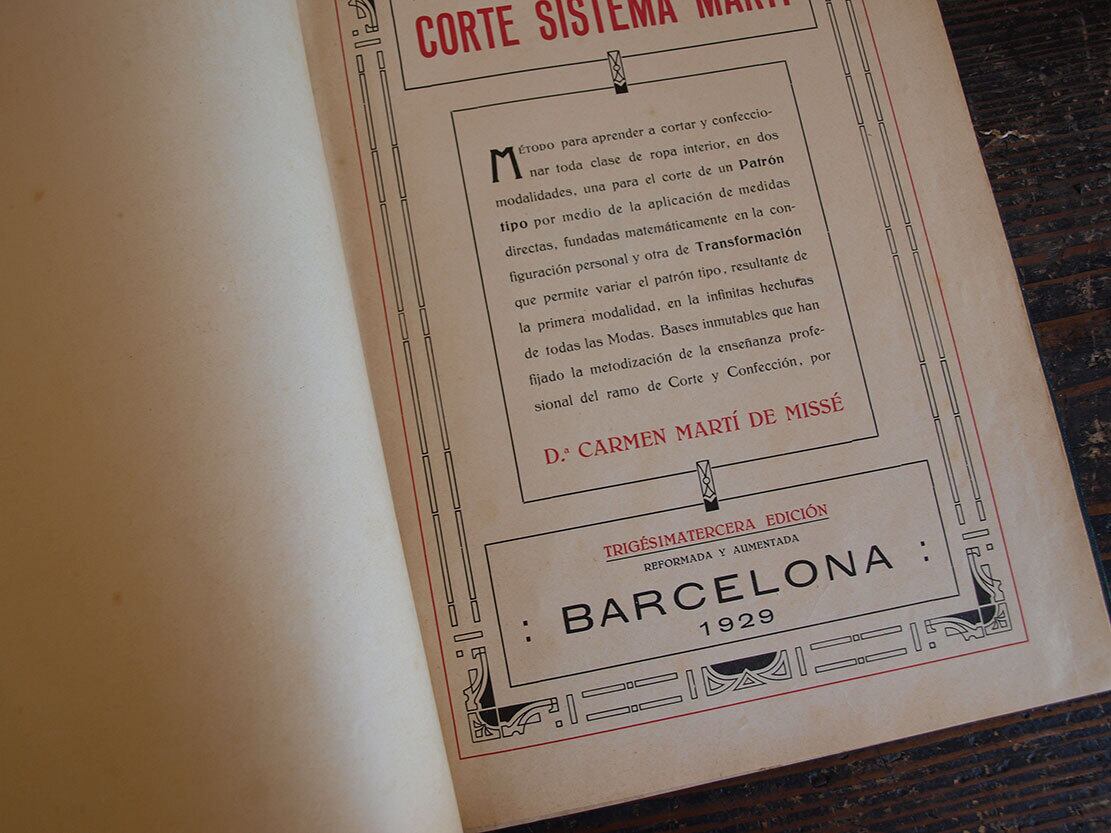 CORTE SISTEMA MARTÍ
MÉTODO para aprender a cortar y confeccio-
nar toda clase de ropa interior, en dos
modalidades, una para el corte de un Patrón
tipo por medio de la aplicación de medidas
directas, fundadas matemáticamente en la con-
figuración personal y otra de Transformación
que permite variar el patrón tipo, resultante de
la primera modalidad, en la infinitas hechuras
de todas las Modas. Bases inmutables que han
fijado la metodización de la enseñanza profe-
sional del ramo de Corte y Confección, por
D.ª CARMEN MARTÍ DE MISSÉ
TRIGÉSIMATERCERA EDICIÓN
REFORMADA Y AUMENTADA
: BARCELONA :
1929